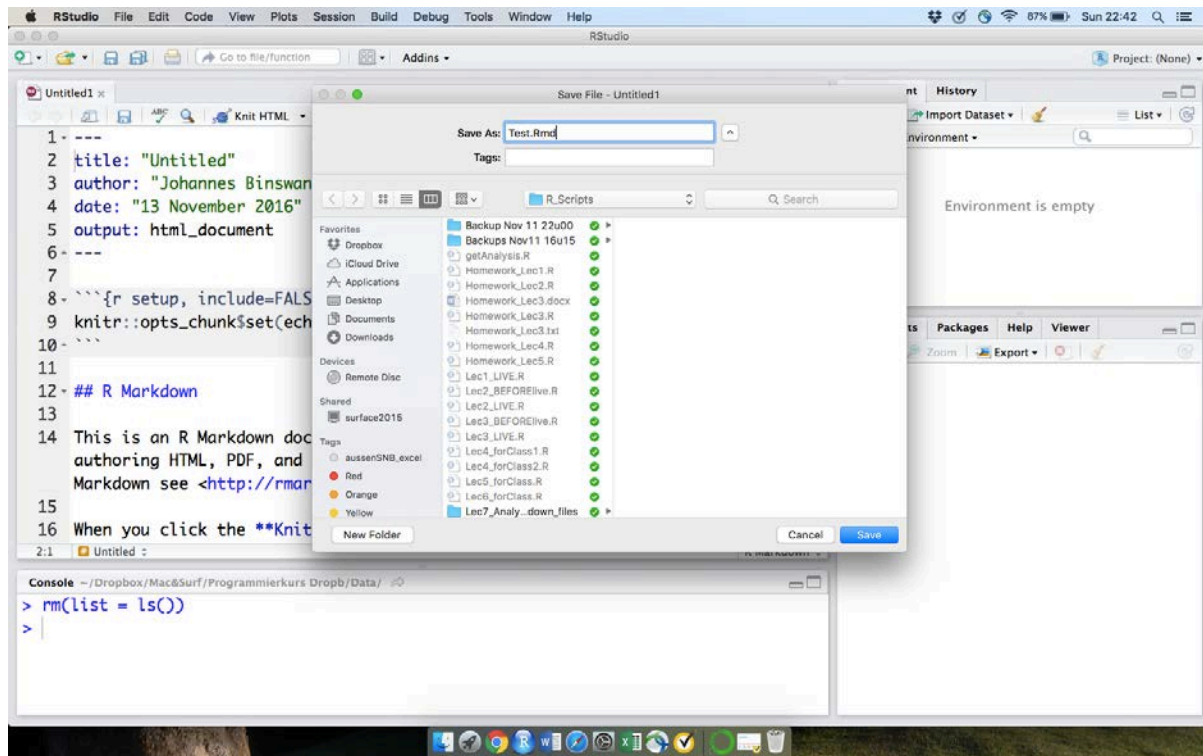 RStudio File Edit Code View Plots Session Build Debug Tools Window Help 87% Sun 22:42
RStudio
Go to file/function Addins Project: (None)
Untitled1
Knit HTML
1 ---
2 title: "Untitled"
3 author: "Johannes Binswan
4 date: "13 November 2016"
5 output: html_document
6 ---
7
8 ```{r setup, include=FALS
9 knitr::opts_chunk$set(ech
10 ```
11
12 ## R Markdown
13
14 This is an R Markdown doc
authoring HTML, PDF, and
Markdown see <http://rmar
15
16 When you click the **Knit
2:1 Untitled R Markdown
Save File - Untitled1
Save As: Test.Rmd
Tags:
R_Scripts Search
Favorites
Dropbox
iCloud Drive
Applications
Desktop
Documents
Downloads
Devices
Remote Disc
Shared
surface2015
Tags
aussenSNB_excel
Red
Orange
Yellow
Backup Nov 11 22u00
Backups Nov11 16u15
getAnalysis.R
Homework_Lec1.R
Homework_Lec2.R
Homework_Lec3.docx
Homework_Lec3.R
Homework_Lec3.txt
Homework_Lec4.R
Homework_Lec5.R
Lec1_LIVE.R
Lec2_BEFORElive.R
Lec2_LIVE.R
Lec3_BEFORElive.R
Lec3_LIVE.R
Lec4_forClass1.R
Lec4_forClass2.R
Lec5_forClass.R
Lec6_forClass.R
Lec7_Analy...down_files
New Folder Cancel Save
nt History
Import Dataset List
nvironment
Environment is empty
ts Packages Help Viewer
Zoom Export
Console ~/Dropbox/Mac&Surf/Programmierkurs Dropb/Data/
> rm(list = ls())
>